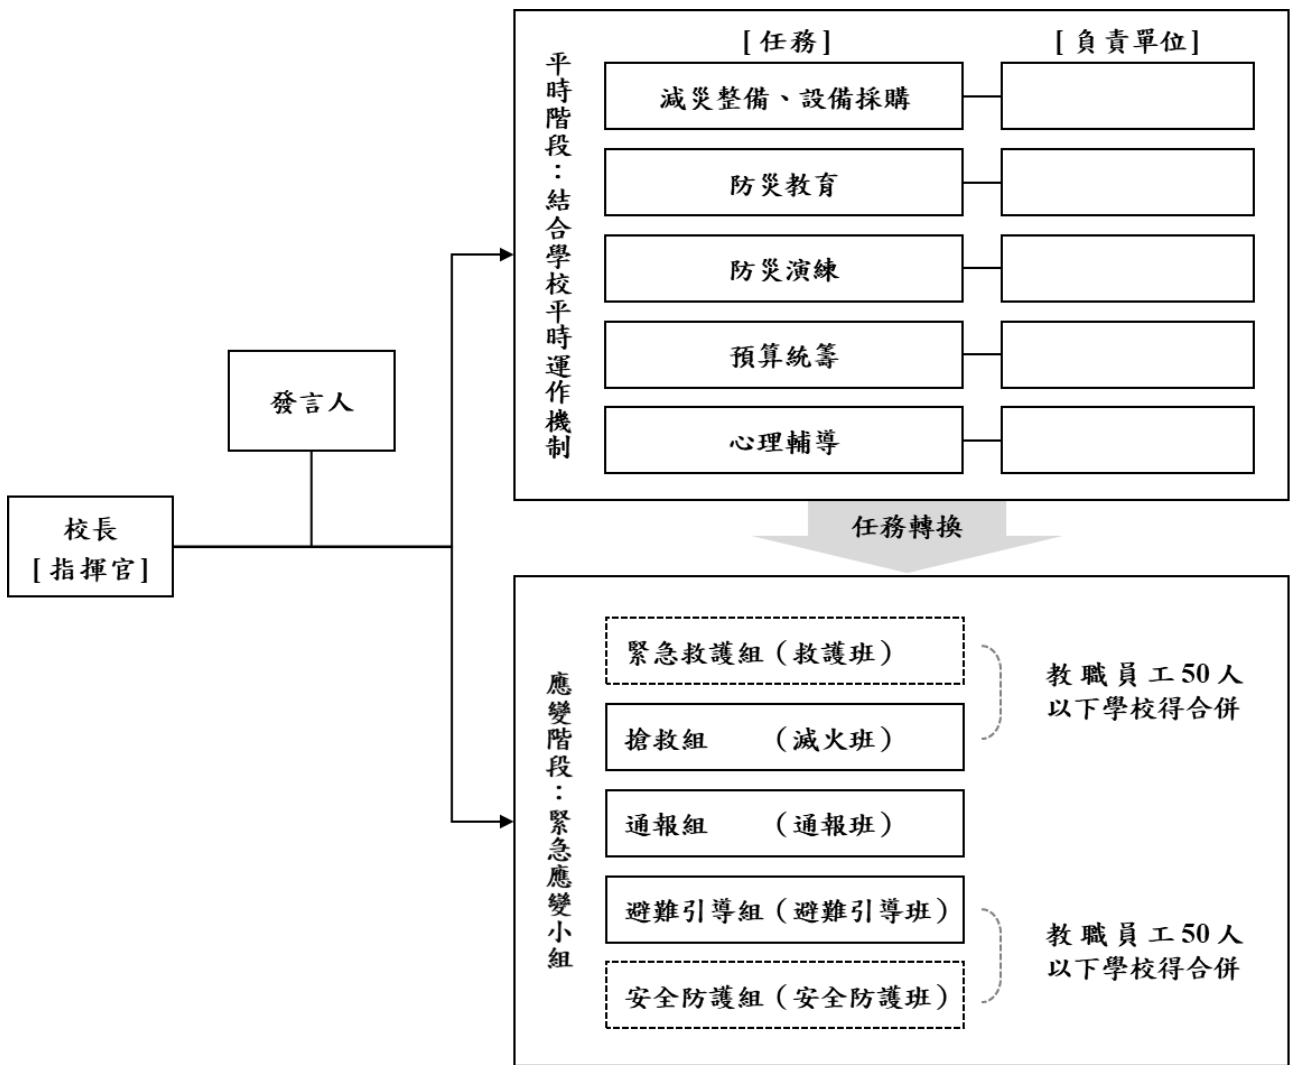 [任務]
[負責單位]
平時階段：結合學校平時運作機制
減災整備、設備採購
防災教育
防災演練
預算統籌
心理輔導
發言人
校長
[指揮官]
任務轉換
應變階段：緊急應變小組
緊急救護組（救護班）
搶救組　　（滅火班）
教職員工50人
以下學校得合併
通報組　　（通報班）
避難引導組（避難引導班）
安全防護組（安全防護班）
教職員工50人
以下學校得合併